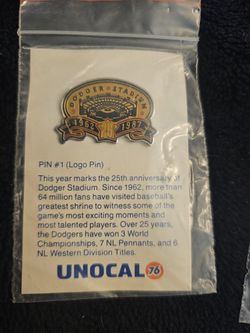 DODGER STADIUM
1962 1987
PIN #1 (Logo Pin)
This year marks the 25th anniversary of
Dodger Stadium. Since 1962, more than
64 million fans have visited baseball's
greatest shrine to witness some of the
game's most exciting moments and
most talented players. Over 25 years,
the Dodgers have won 3 World
Championships, 7 NL Pennants, and 6
NL Western Division Titles.
UNOCAL 76